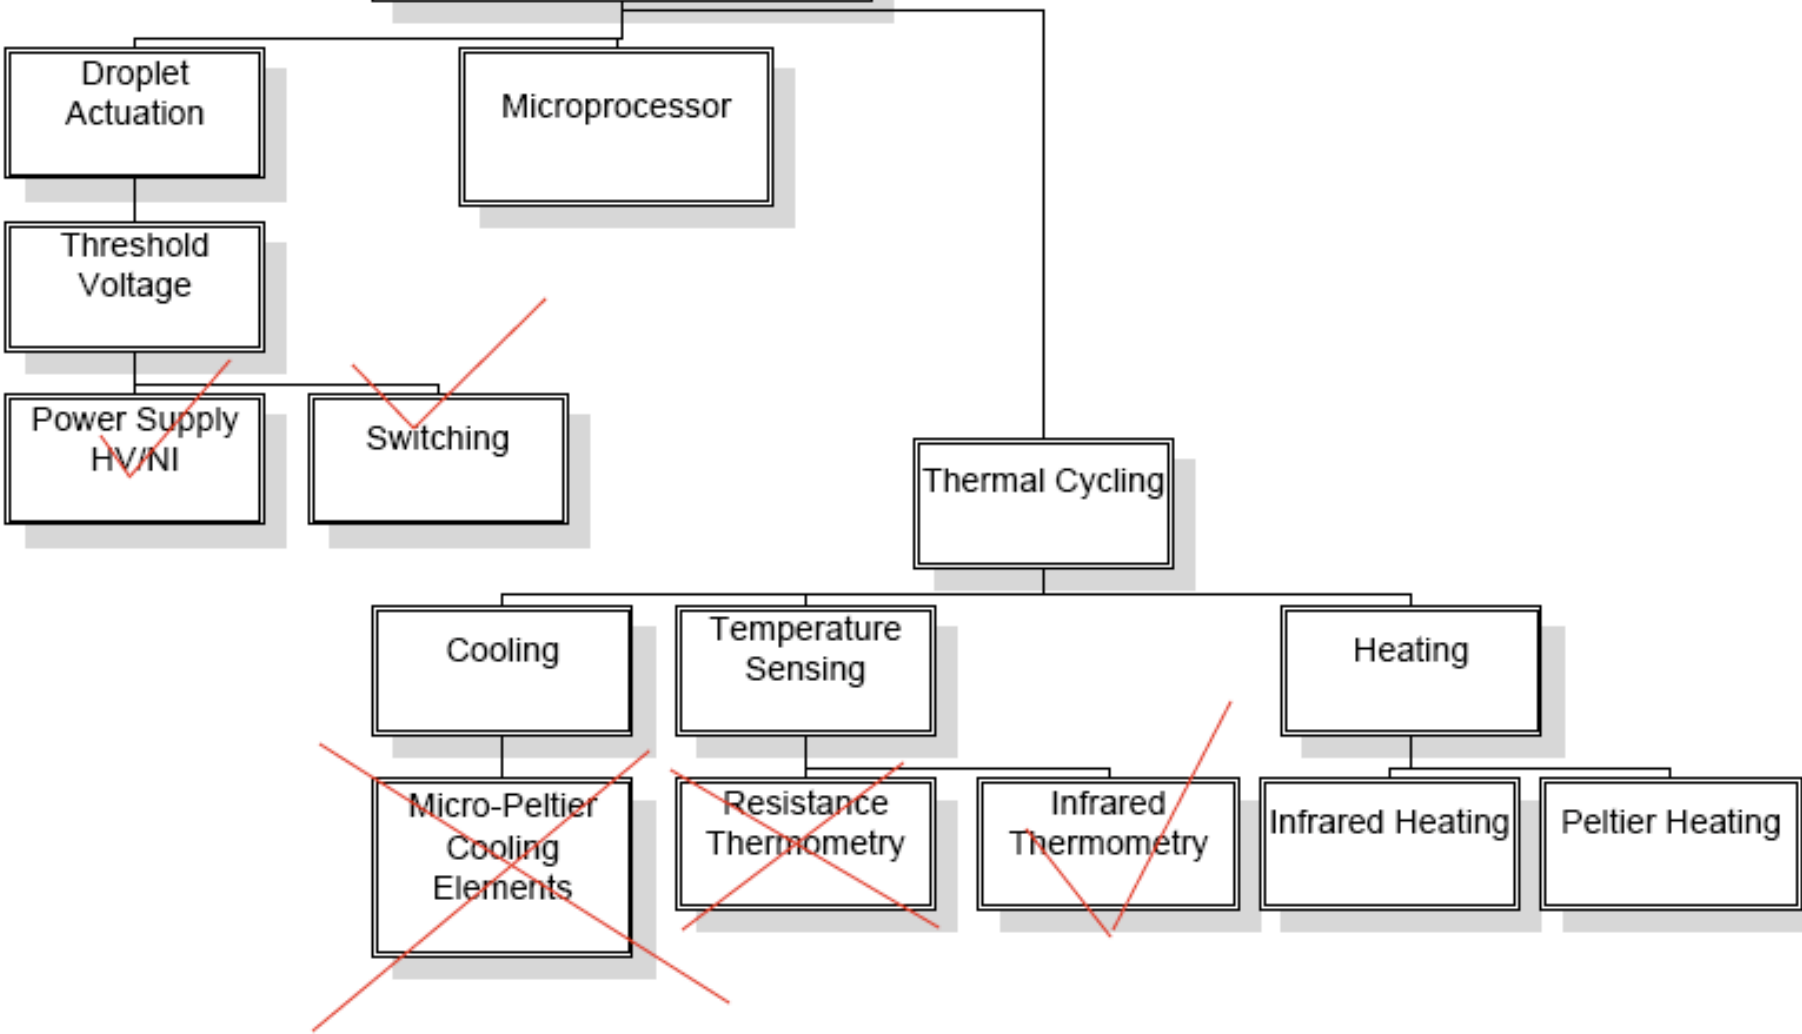 Droplet
Actuation
Microprocessor
Threshold
Voltage
Power Supply
HV/NI
Switching
Thermal Cycling
Cooling
Temperature
Sensing
Heating
Micro-Peltier
Cooling
Elements
Resistance
Thermometry
Infrared
Thermometry
Infrared Heating
Peltier Heating